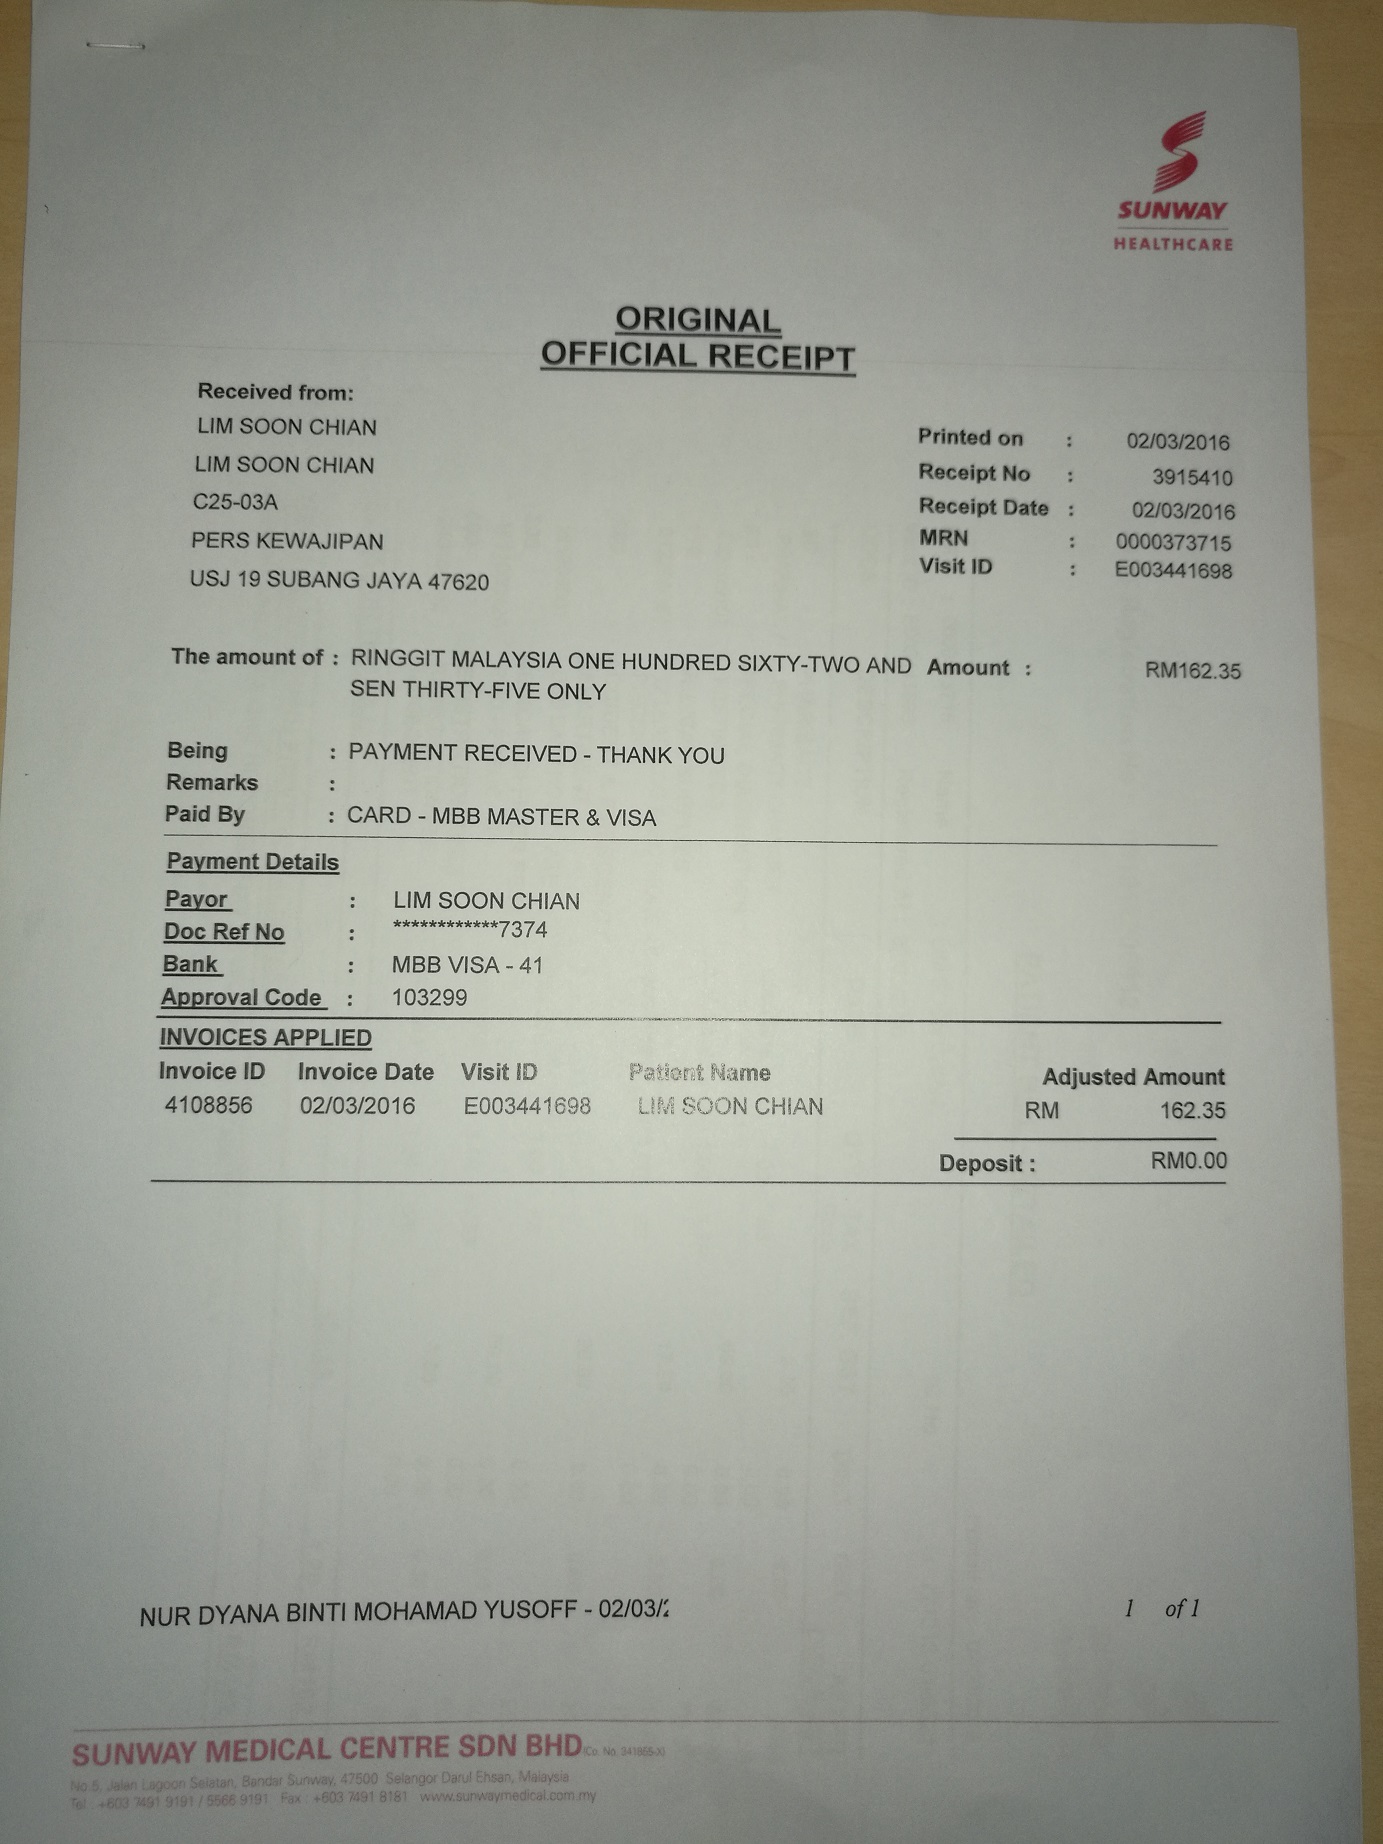 SUNWAY
HEALTHCARE
ORIGINAL
OFFICIAL RECEIPT
Received from:
LIM SOON CHIAN
LIM SOON CHIAN
C25-03A
PERS KEWAJIPAN
USJ 19 SUBANG JAYA 47620
Printed on : 02/03/2016
Receipt No : 3915410
Receipt Date : 02/03/2016
MRN : 0000373715
Visit ID : E003441698
The amount of : RINGGIT MALAYSIA ONE HUNDRED SIXTY-TWO AND Amount : RM162.35
SEN THIRTY-FIVE ONLY
Being : PAYMENT RECEIVED - THANK YOU
Remarks :
Paid By : CARD - MBB MASTER & VISA
Payment Details
Payor : LIM SOON CHIAN
Doc Ref No : ************7374
Bank : MBB VISA - 41
Approval Code : 103299
INVOICES APPLIED
Invoice ID Invoice Date Visit ID Patient Name Adjusted Amount
4108856 02/03/2016 E003441698 LIM SOON CHIAN RM 162.35
Deposit : RM0.00
NUR DYANA BINTI MOHAMAD YUSOFF - 02/03/2
1 of 1
SUNWAY MEDICAL CENTRE SDN BHD (Co. No. 341855-X)
No.5, Jalan Lagoon Selatan, Bandar Sunway, 47500 Selangor Darul Ehsan, Malaysia
Tel : +603 7491 9191 / 5566 9191 Fax : +603 7491 8181 www.sunwaymedical.com.my